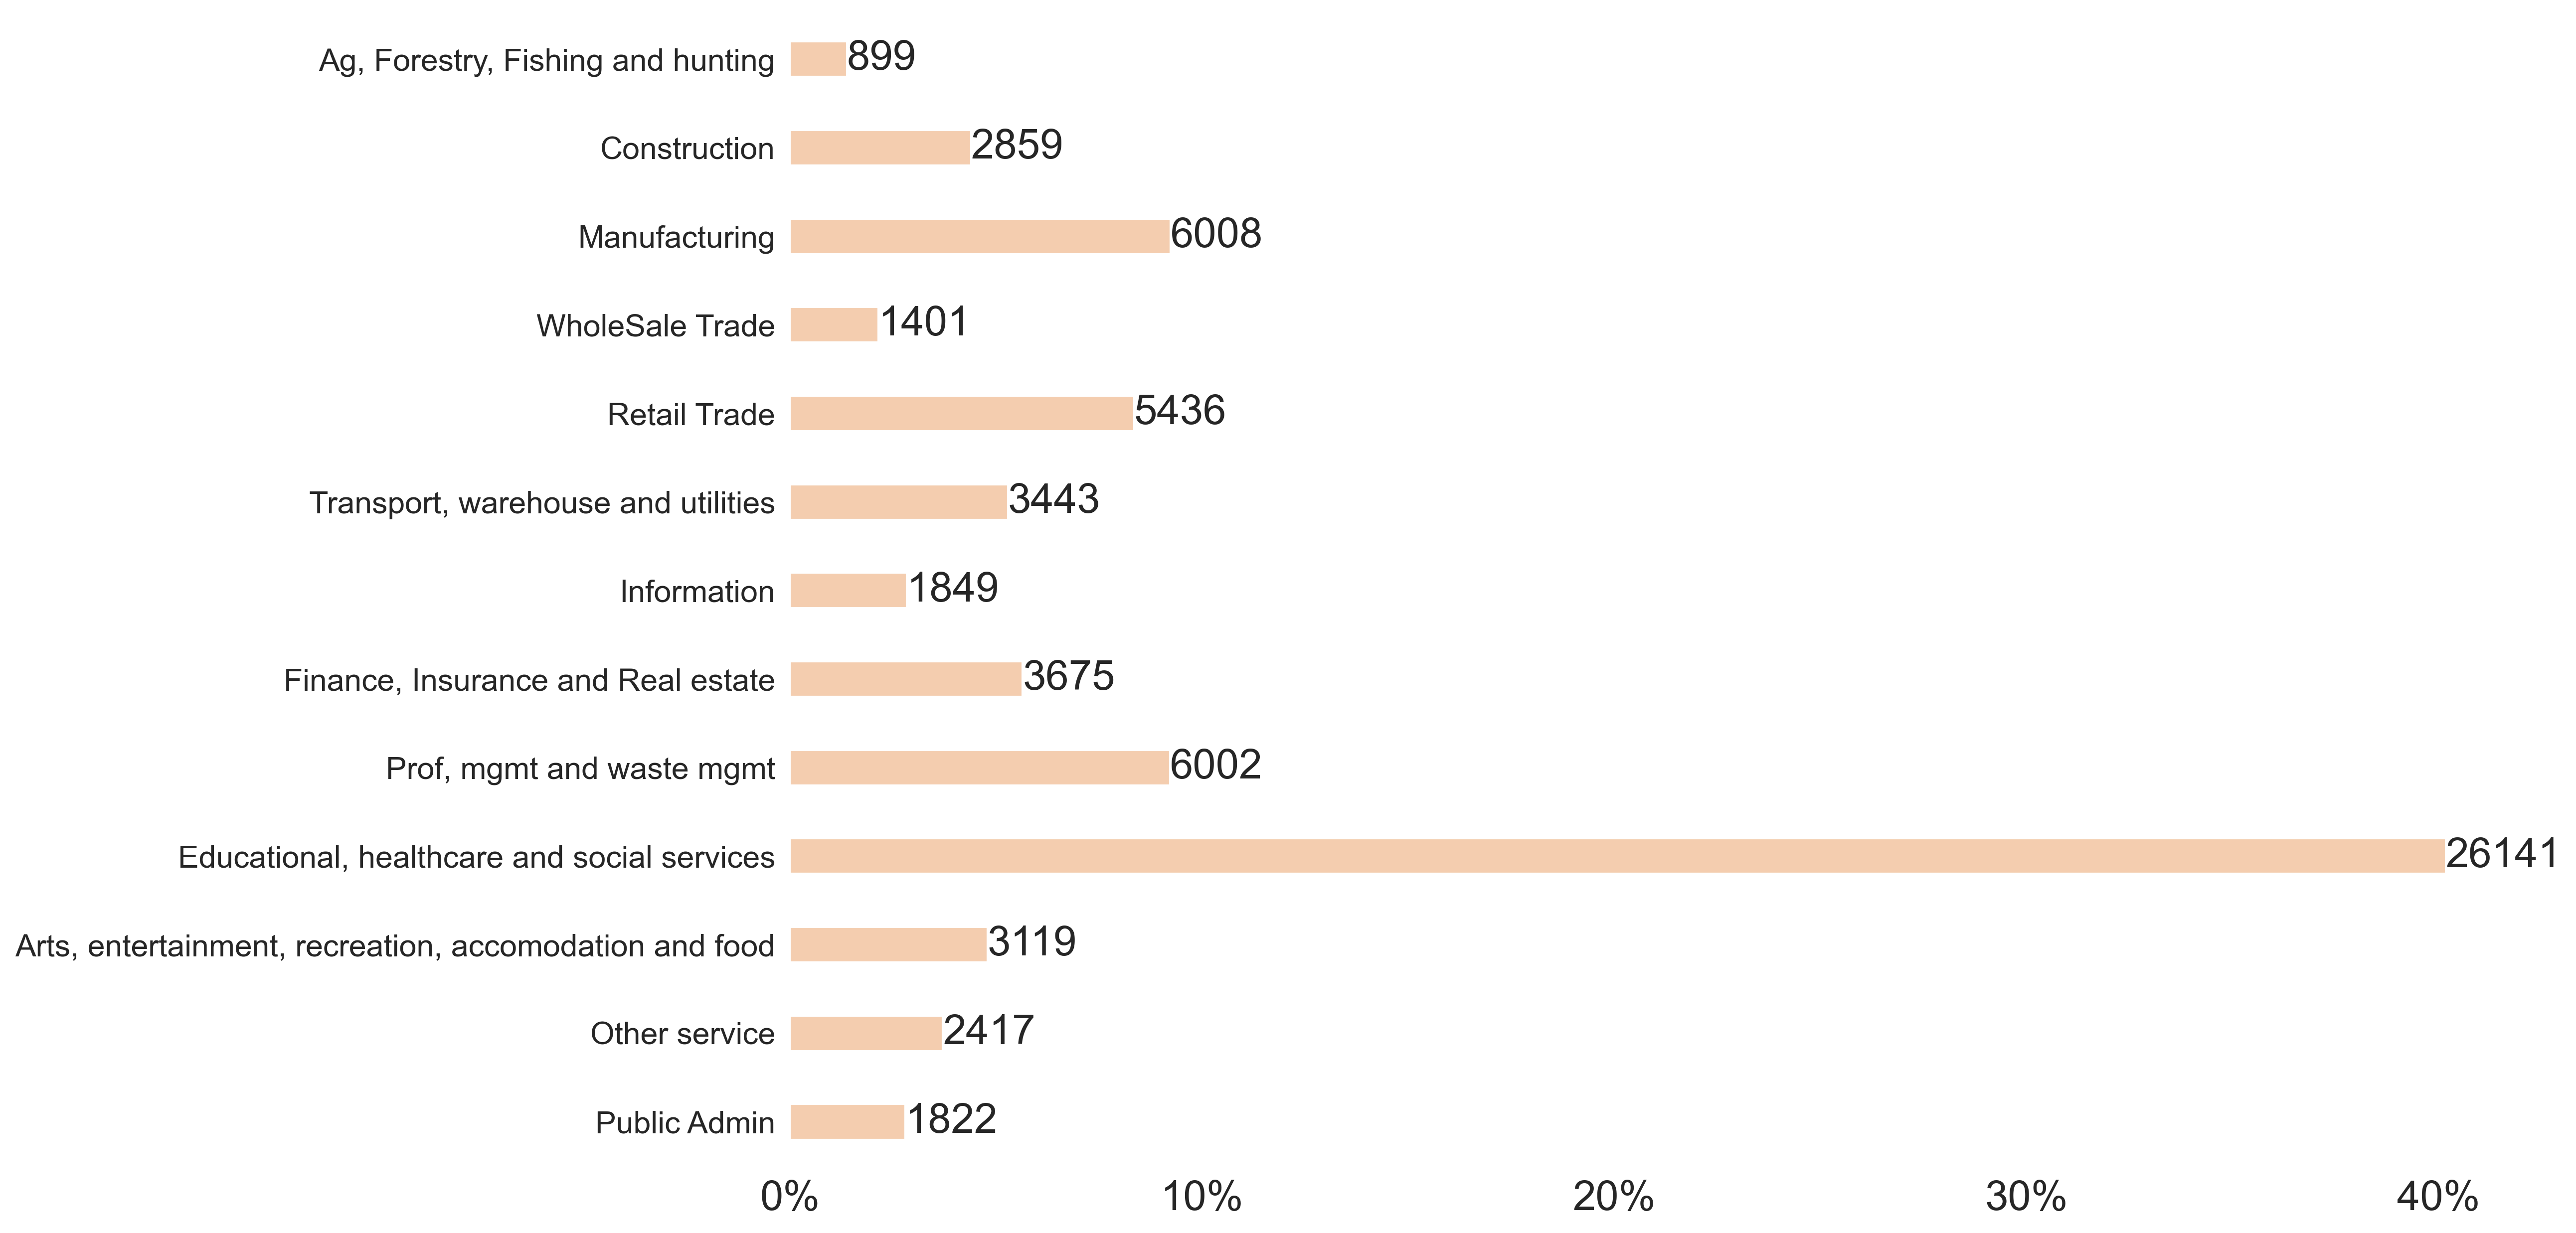 Ag, Forestry, Fishing and hunting 899
Construction 2859
Manufacturing 6008
WholeSale Trade 1401
Retail Trade 5436
Transport, warehouse and utilities 3443
Information 1849
Finance, Insurance and Real estate 3675
Prof, mgmt and waste mgmt 6002
Educational, healthcare and social services 26141
Arts, entertainment, recreation, accomodation and food 3119
Other service 2417
Public Admin 1822
0% 10% 20% 30% 40%